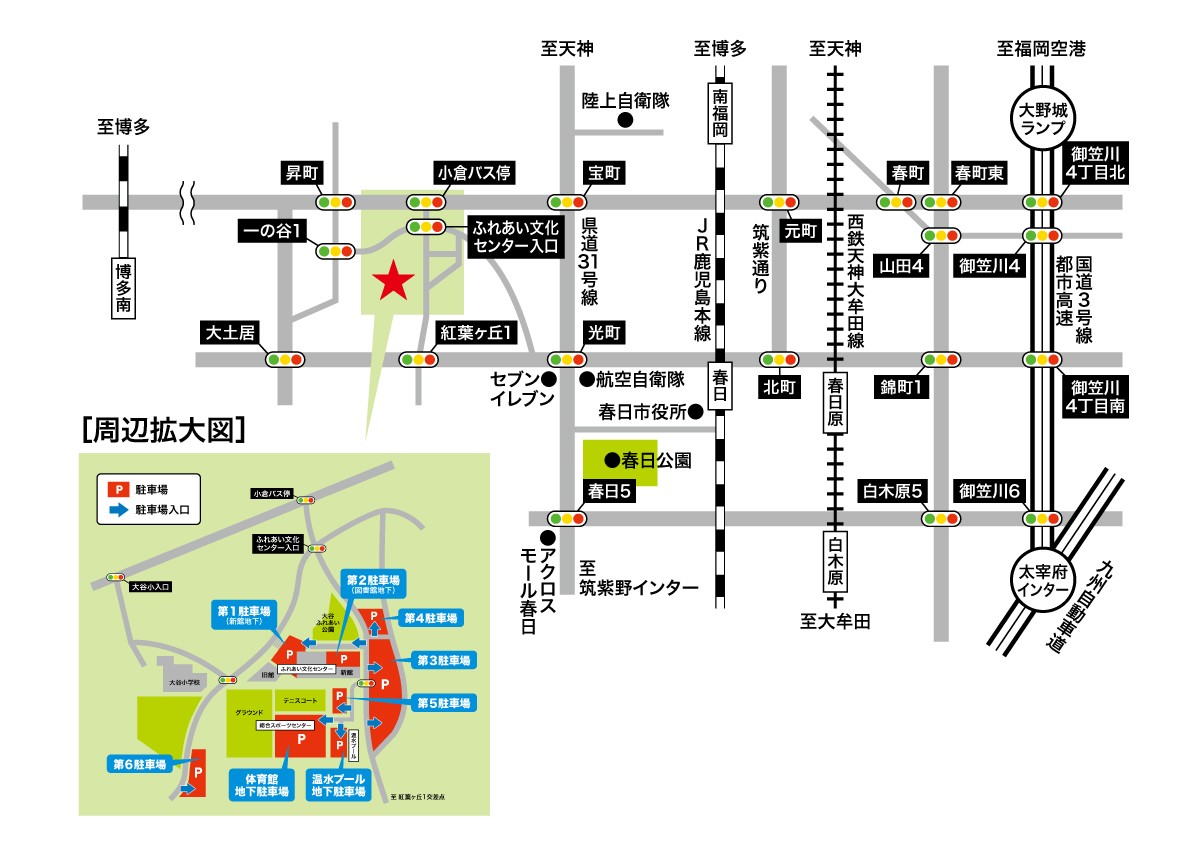 至天神
至博多
至天神
至福岡空港
陸上自衛隊
南福岡
大野城
ランプ
至博多
昇町
小倉バス停
宝町
春町
春町東
御笠川
4丁目北
一の谷1
ふれあい文化
センター入口
県道31号線
JR鹿児島本線
筑紫通り
元町
西鉄天神大牟田線
山田4
御笠川4
都市高速
国道3号線
博多南
大土居
紅葉ヶ丘1
光町
セブン
イレブン
航空自衛隊
春日
北町
春日原
錦町1
御笠川
4丁目南
春日市役所
春日公園
春日5
白木原5
御笠川6
アクロス
モール春日
至
筑紫野インター
白木原
至大牟田
太宰府
インター
九州自動車道
[周辺拡大図]
P 駐車場
駐車場入口
小倉バス停
ふれあい文化
センター入口
大谷小入口
第1駐車場
(新館地下)
第2駐車場
(図書館地下)
大谷
ふれあい
公園
P
第4駐車場
P
P
第3駐車場
P
ふれあい文化センター
旧館
新館
大谷小学校
テニスコート
グラウンド
P
第5駐車場
総合スポーツセンター
P
P
温水プール
第6駐車場
P
体育館
地下駐車場
温水プール
地下駐車場
至 紅葉ヶ丘1交差点